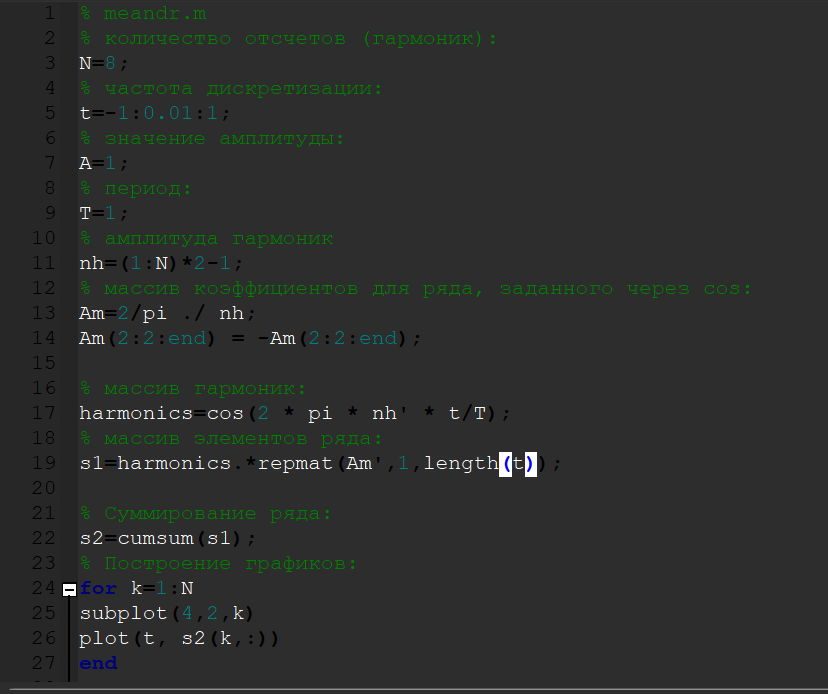 1 % meandr.m
2 % количество отсчетов (гармоник):
3 N=8;
4 % частота дискретизации:
5 t=-1:0.01:1;
6 % значение амплитуды:
7 A=1;
8 % период:
9 T=1;
10 % амплитуда гармоник
11 nh=(1:N)*2-1;
12 % массив коэффициентов для ряда, заданного через cos:
13 Am=2/pi ./ nh;
14 Am(2:2:end) = -Am(2:2:end);
15
16 % массив гармоник:
17 harmonics=cos(2 * pi * nh' * t/T);
18 % массив элементов ряда:
19 s1=harmonics.*repmat(Am',1,length(t));
20
21 % Суммирование ряда:
22 s2=cumsum(s1);
23 % Построение графиков:
24 for k=1:N
25 subplot(4,2,k)
26 plot(t, s2(k,:))
27 end